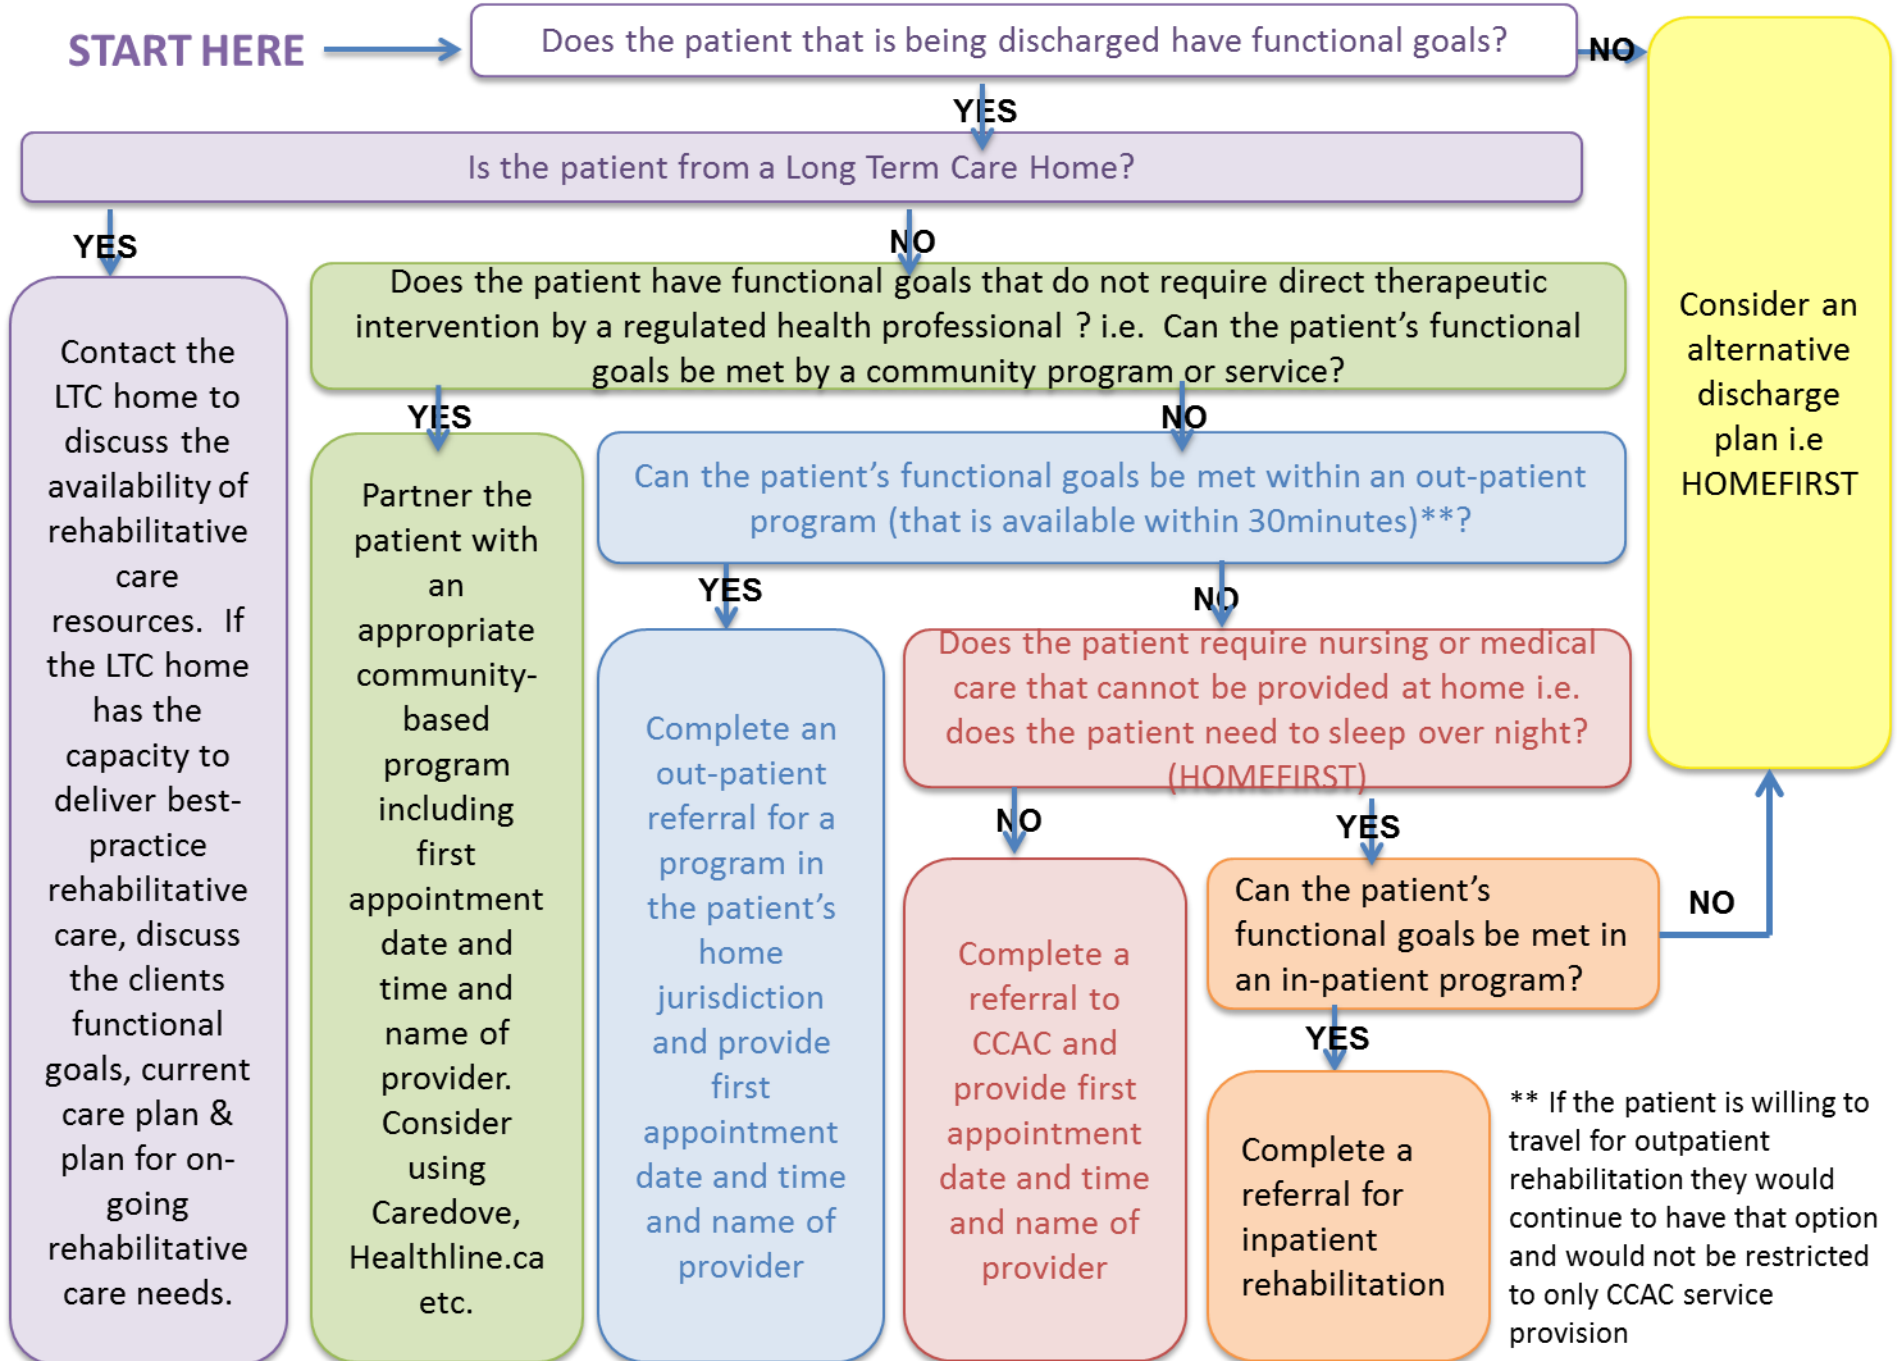 START HERE
Does the patient that is being discharged have functional goals?
NO
YES
Is the patient from a Long Term Care Home?
YES
NO
Contact the
LTC home to
discuss the
availability of
rehabilitative
care
resources.  If
the LTC home
has the
capacity to
deliver best-
practice
rehabilitative
care, discuss
the clients
functional
goals, current
care plan &
plan for on-
going
rehabilitative
care needs.
Does the patient have functional goals that do not require direct therapeutic
intervention by a regulated health professional ? i.e.  Can the patient’s functional
goals be met by a community program or service?
YES
NO
Partner the
patient with
an
appropriate
community-
based
program
including
first
appointment
date and
time and
name of
provider.
Consider
using
Caredove,
Healthline.ca
etc.
Can the patient’s functional goals be met within an out-patient
program (that is available within 30minutes)**?
YES
NO
Complete an
out-patient
referral for a
program in
the patient’s
home
jurisdiction
and provide
first
appointment
date and time
and name of
provider
Does the patient require nursing or medical
care that cannot be provided at home i.e.
does the patient need to sleep over night?
(HOMEFIRST)
NO
YES
Complete a
referral to
CCAC and
provide first
appointment
date and time
and name of
provider
Can the patient’s
functional goals be met in
an in-patient program?
NO
YES
Complete a
referral for
inpatient
rehabilitation
Consider an
alternative
discharge
plan i.e
HOMEFIRST
** If the patient is willing to
travel for outpatient
rehabilitation they would
continue to have that option
and would not be restricted
to only CCAC service
provision